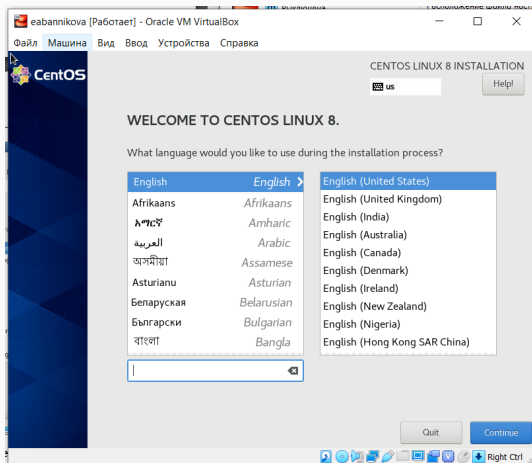 eabannikova [Работает] - Oracle VM VirtualBox
Файл Машина Вид Ввод Устройства Справка
CentOS
CENTOS LINUX 8 INSTALLATION
us
Help!
WELCOME TO CENTOS LINUX 8.
What language would you like to use during the installation process?
English English
Afrikaans Afrikaans
አማርኛ Amharic
العربية Arabic
অসমীয়া Assamese
Asturianu Asturian
Беларуская Belarusian
Български Bulgarian
বাংলা Bangla
English (United States)
English (United Kingdom)
English (India)
English (Australia)
English (Canada)
English (Denmark)
English (Ireland)
English (New Zealand)
English (Nigeria)
English (Hong Kong SAR China)
Quit
Continue
Right Ctrl